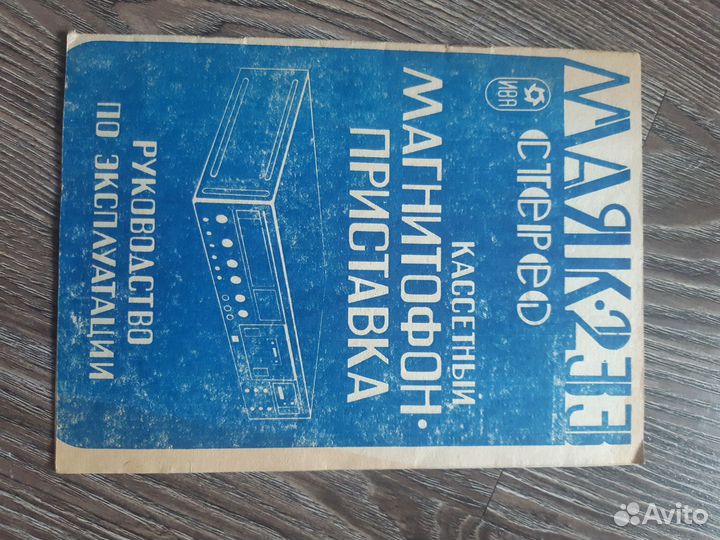 МАЯК·233
СТЕРЕО
ИВА
КАССЕТНЫЙ
МАГНИТОФОН-
ПРИСТАВКА
РУКОВОДСТВО
ПО ЭКСПЛУАТАЦИИ
Avito